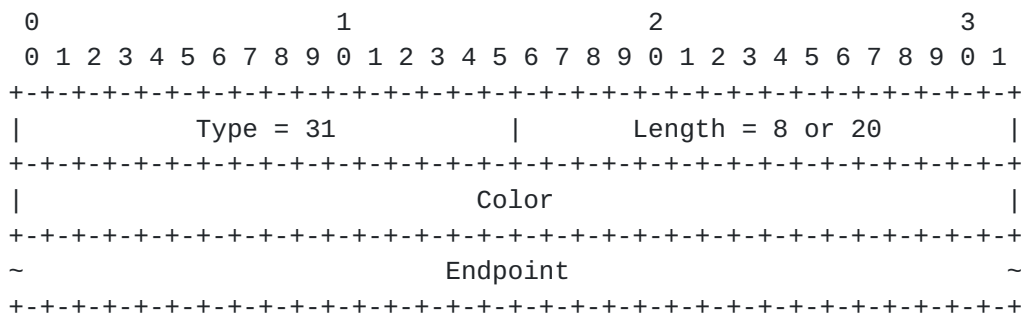 0                   1                   2                   3
 0 1 2 3 4 5 6 7 8 9 0 1 2 3 4 5 6 7 8 9 0 1 2 3 4 5 6 7 8 9 0 1
+-+-+-+-+-+-+-+-+-+-+-+-+-+-+-+-+-+-+-+-+-+-+-+-+-+-+-+-+-+-+-+-+
|           Type = 31           |       Length = 8 or 20        |
+-+-+-+-+-+-+-+-+-+-+-+-+-+-+-+-+-+-+-+-+-+-+-+-+-+-+-+-+-+-+-+-+
|                             Color                             |
+-+-+-+-+-+-+-+-+-+-+-+-+-+-+-+-+-+-+-+-+-+-+-+-+-+-+-+-+-+-+-+-+
~                           Endpoint                            ~
+-+-+-+-+-+-+-+-+-+-+-+-+-+-+-+-+-+-+-+-+-+-+-+-+-+-+-+-+-+-+-+-+